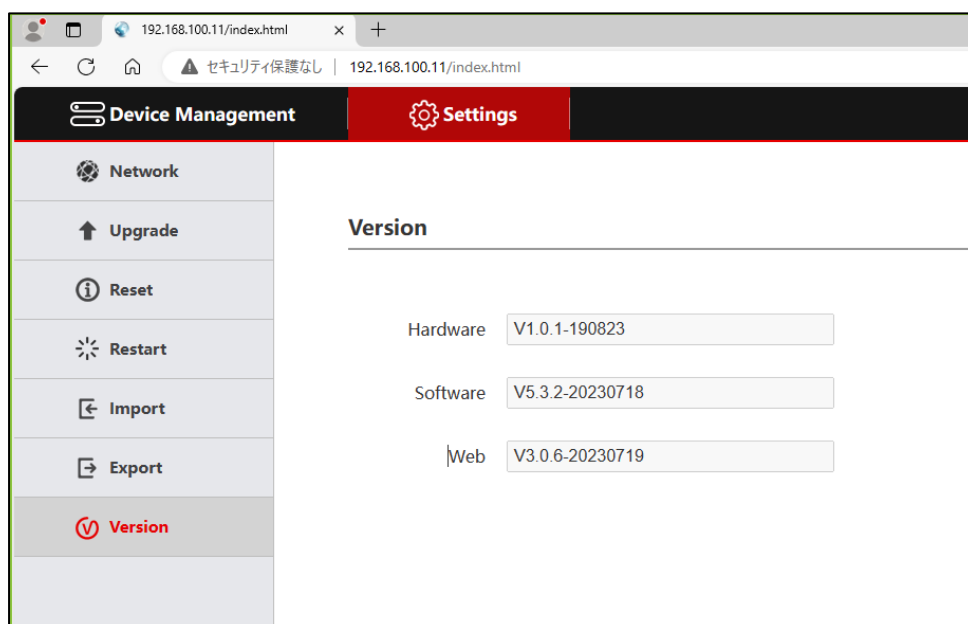 192.168.100.11/index.html
セキュリティ保護なし | 192.168.100.11/index.html
Device Management
Settings
Network
Upgrade
Reset
Restart
Import
Export
Version
Version
Hardware V1.0.1-190823
Software V5.3.2-20230718
Web V3.0.6-20230719